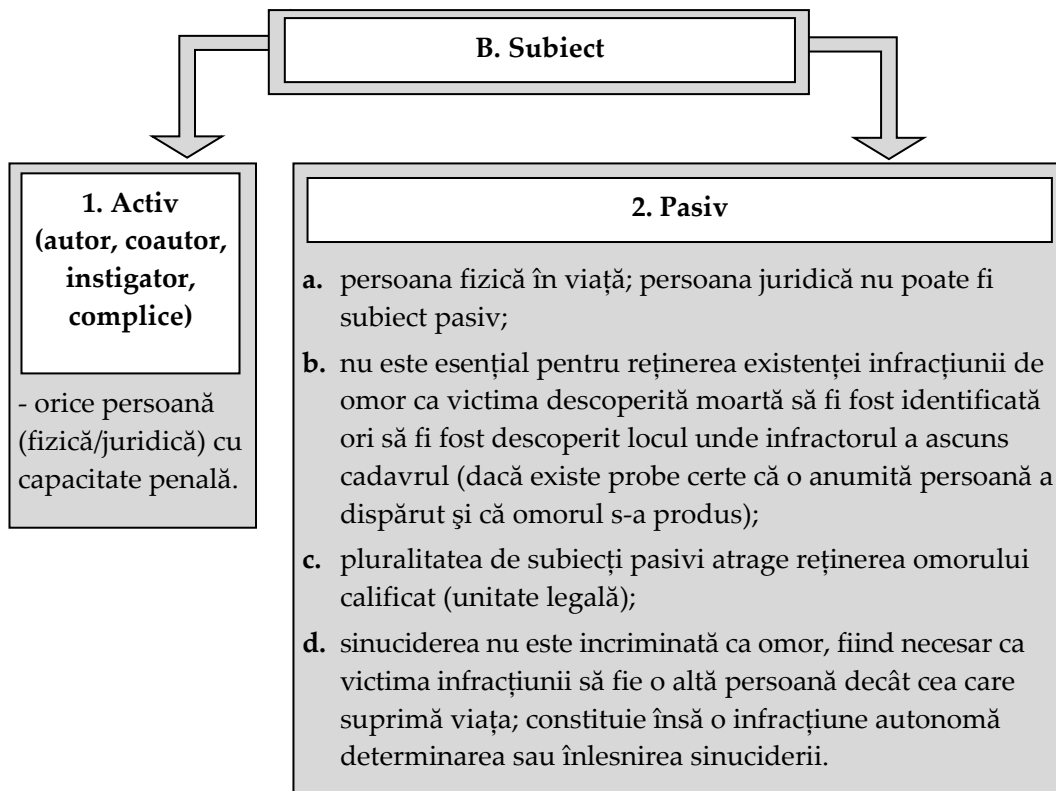 B. Subiect
1. Activ
(autor, coautor,
instigator,
complice)
- orice persoană
(fizică/juridică) cu
capacitate penală.
2. Pasiv
a. persoana fizică în viață; persoana juridică nu poate fi
subiect pasiv;
b. nu este esențial pentru reținerea existenței infracțiunii de
omor ca victima descoperită moartă să fi fost identificată
ori să fi fost descoperit locul unde infractorul a ascuns
cadavrul (dacă existe probe certe că o anumită persoană a
dispărut şi că omorul s-a produs);
c. pluralitatea de subiecți pasivi atrage reținerea omorului
calificat (unitate legală);
d. sinuciderea nu este incriminată ca omor, fiind necesar ca
victima infracțiunii să fie o altă persoană decât cea care
suprimă viața; constituie însă o infracțiune autonomă
determinarea sau înlesnirea sinuciderii.